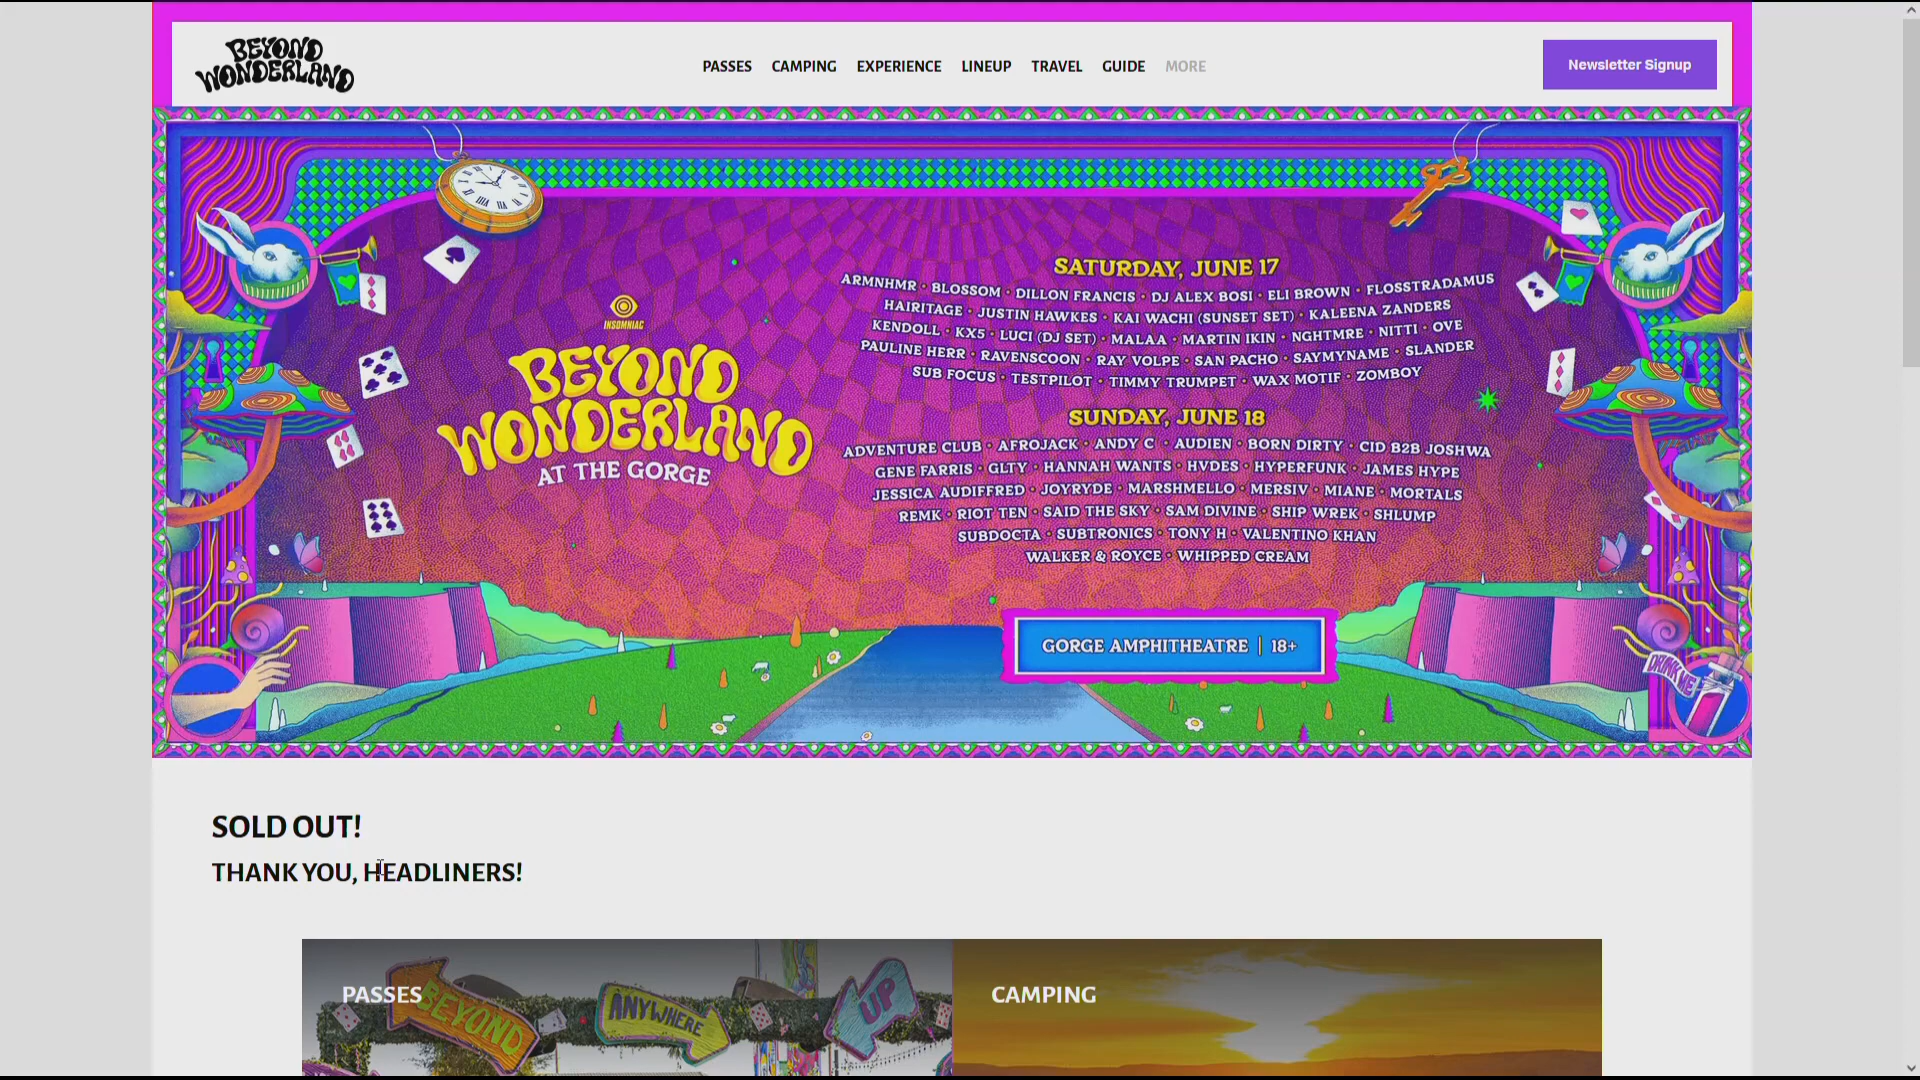 BEYOND
WONDERLAND
PASSES CAMPING EXPERIENCE LINEUP TRAVEL GUIDE MORE
Newsletter Signup
INSOMNIAC
BEYOND
WONDERLAND
AT THE GORGE
SATURDAY, JUNE 17
ARMNHMR • BLOSSOM • DILLON FRANCIS • DJ ALEX BOSI • ELI BROWN • FLOSSTRADAMUS
HAIRITAGE • JUSTIN HAWKES • KAI WACHI (SUNSET SET) • KALEENA ZANDERS
KENDOLL • KX5 • LUCI (DJ SET) • MALAA • MARTIN IKIN • NGHTMRE • NITTI • OVE
PAULINE HERR • RAVENSCOON • RAY VOLPE • SAN PACHO • SAYMYNAME • SLANDER
SUB FOCUS • TESTPILOT • TIMMY TRUMPET • WAX MOTIF • ZOMBOY
SUNDAY, JUNE 18
ADVENTURE CLUB • AFROJACK • ANDY C • AUDIEN • BORN DIRTY • CID B2B JOSHWA
GENE FARRIS • GLTY • HANNAH WANTS • HVDES • HYPERFUNK • JAMES HYPE
JESSICA AUDIFFRED • JOYRYDE • MARSHMELLO • MERSIV • MIANE • MORTALS
REMK • RIOT TEN • SAID THE SKY • SAM DIVINE • SHIP WREK • SHLUMP
SUBDOCTA • SUBTRONICS • TONY H • VALENTINO KHAN
WALKER & ROYCE • WHIPPED CREAM
GORGE AMPHITHEATRE | 18+
DRINK ME
SOLD OUT!
THANK YOU, HEADLINERS!
PASSES
BEYOND
ANYWHERE
UP
CAMPING